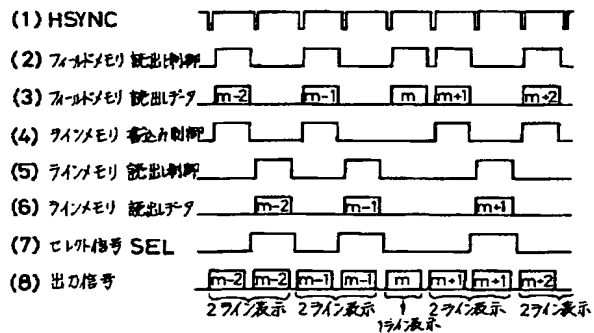 (1) HSYNC
(2) フィールドメモリ 読出し制御
(3) フィールドメモリ 読出しデータ m-2 m-1 m m+1 m+2
(4) ラインメモリ 書込み制御
(5) ラインメモリ 読出し制御
(6) ラインメモリ 読出しデータ m-2 m-1 m+1
(7) セレクト信号 SEL
(8) 出力信号 m-2 m-2 m-1 m-1 m m+1 m+1 m+2
2ライン表示 2ライン表示 1ライン表示 2ライン表示 2ライン表示